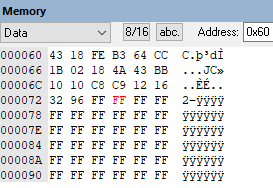 Memory
Data 8/16 abc. Address: 0x60
000060 43 18 FE B3 64 CC C.þ³dÌ
000066 1B 02 18 4A 43 BB ...JC»
00006C 10 10 C8 C9 12 16 ..ÈÉ..
000072 32 96 FF FF FF FF 2–ÿÿÿÿ
000078 FF FF FF FF FF FF ÿÿÿÿÿÿ
00007E FF FF FF FF FF FF ÿÿÿÿÿÿ
000084 FF FF FF FF FF FF ÿÿÿÿÿÿ
00008A FF FF FF FF FF FF ÿÿÿÿÿÿ
000090 FF FF FF FF FF FF ÿÿÿÿÿÿ